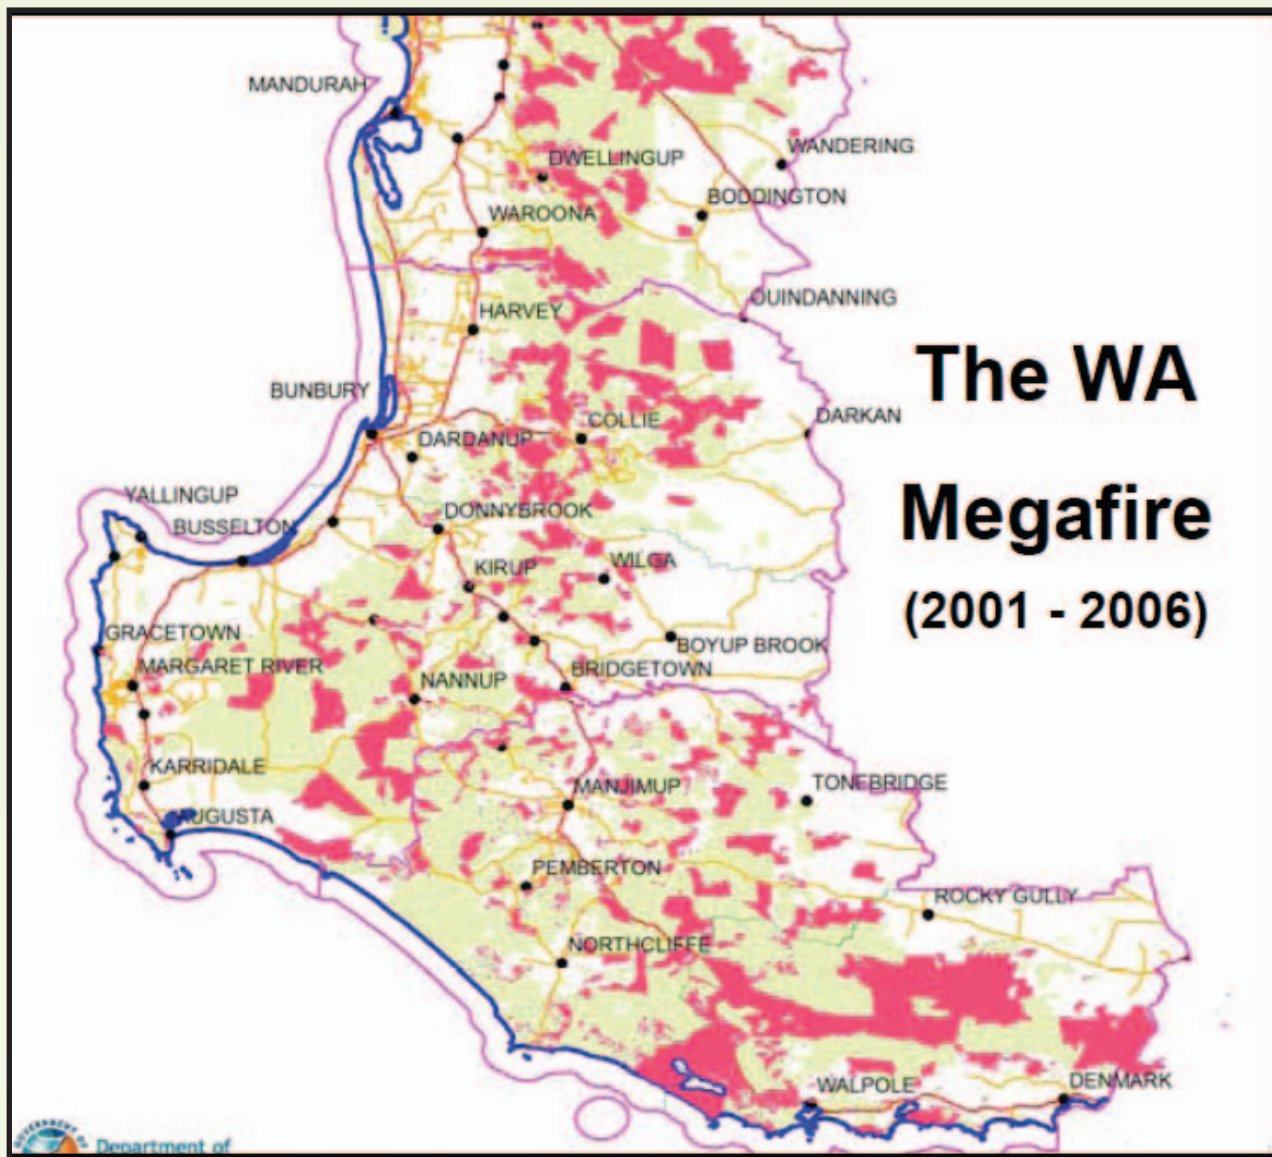 MANDURAH
WANDERING
DWELLINGUP
BODDINGTON
WAROONA
QUINDANNING
HARVEY
The WA
BUNBURY
COLLIE
DARKAN
DARDANUP
Megafire
YALLINGUP
BUSSELTON
DONNYBROOK
WILGA
KIRUP
(2001 - 2006)
GRACETOWN
BOYUP BROOK
MARGARET RIVER
BRIDGETOWN
NANNUP
KARRIDALE
MANJIMUP
TONEBRIDGE
AUGUSTA
PEMBERTON
ROCKY GULLY
NORTHCLIFFE
WALPOLE
DENMARK
GOVERNMENT OF
Department of